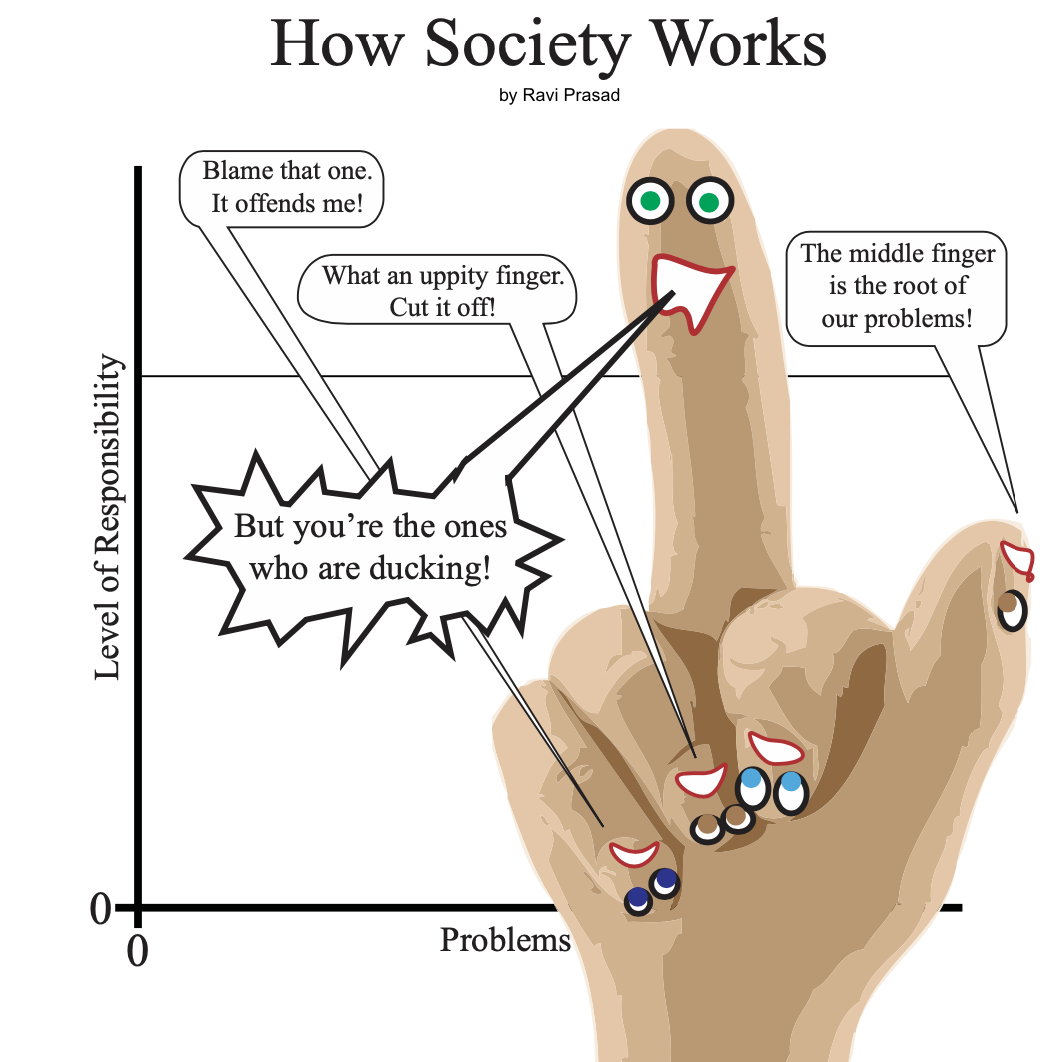 How Society Works
by Ravi Prasad
Blame that one.
It offends me!
What an uppity finger.
Cut it off!
The middle finger
is the root of
our problems!
But you’re the ones
who are ducking!
Level of Responsibility
0
0
Problems